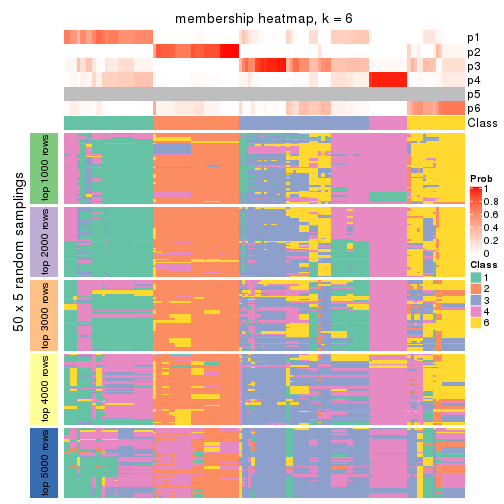 membership heatmap, k = 6
p1
p2
p3
p4
p5
p6
Class
50 x 5 random samplings
top 1000 rows
top 2000 rows
top 3000 rows
top 4000 rows
top 5000 rows
Prob
1
0.8
0.6
0.4
0.2
0
Class
1
2
3
4
6